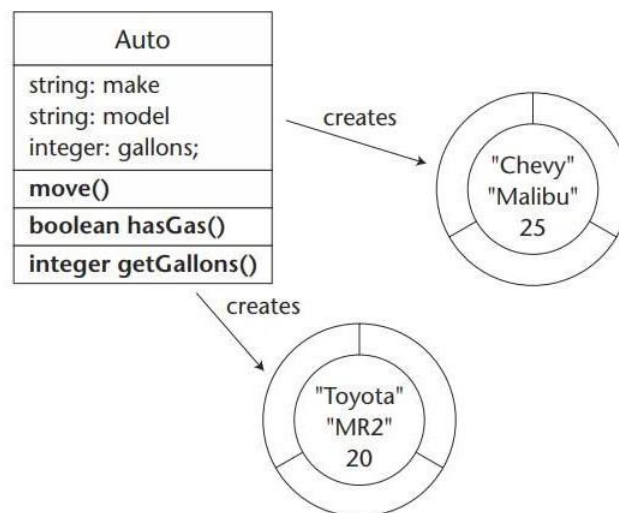 Auto
string: make
string: model
integer: gallons;
move()
boolean hasGas()
integer getGallons()
creates
"Chevy"
"Malibu"
25
creates
"Toyota"
"MR2"
20